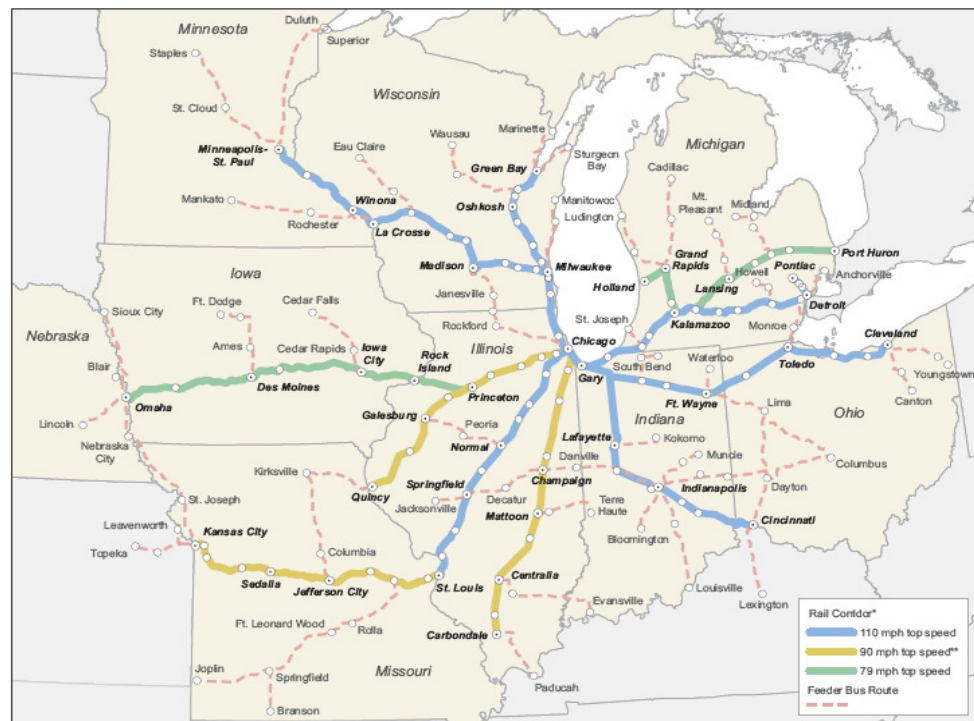 Minnesota
Duluth
Superior
Staples
St. Cloud
Wisconsin
Marinette
Wausau
Sturgeon
Bay
Michigan
Minneapolis-
St. Paul
Eau Claire
Green Bay
Cadillac
Mt.
Pleasant
Midland
Mankato
Winona
Rochester
La Crosse
Oshkosh
Manitowoc
Ludington
Madison
Milwaukee
Holland
Grand
Rapids
Lansing
Howell
Pontiac
Port Huron
Anchorville
Detroit
Iowa
Janesville
Rockford
St. Joseph
Kalamazoo
Monroe
Cleveland
Nebraska
Sioux City
Ft. Dodge
Cedar Falls
Ames
Cedar Rapids
Iowa
City
Rock
Island
Illinois
Chicago
Gary
South Bend
Waterloo
Toledo
Youngstown
Canton
Blair
Omaha
Des Moines
Princeton
Ft. Wayne
Lima
Ohio
Lincoln
Nebraska
City
Galesburg
Peoria
Normal
Lafayette
Indiana
Kokomo
Muncie
Columbus
Kirksville
Quincy
Springfield
Jacksonville
Decatur
Danville
Champaign
Indianapolis
Dayton
St. Joseph
Leavenworth
Kansas City
Topeka
Mattoon
Terre
Haute
Bloomington
Cincinnati
Columbia
Sedalia
Jefferson City
St. Louis
Centralia
Evansville
Louisville
Lexington
Ft. Leonard Wood
Rolla
Carbondale
Joplin
Springfield
Missouri
Branson
Paducah
Rail Corridor*
110 mph top speed
90 mph top speed**
79 mph top speed
Feeder Bus Route